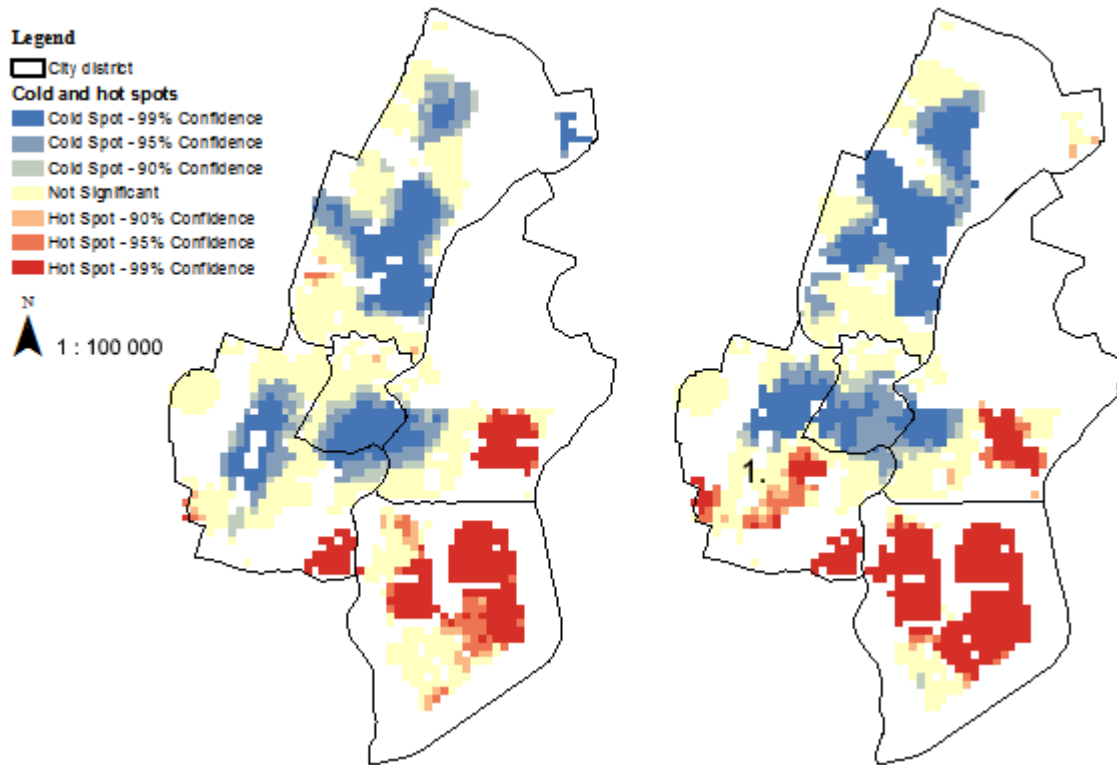 Legend
City district
Cold and hot spots
Cold Spot - 99% Confidence
Cold Spot - 95% Confidence
Cold Spot - 90% Confidence
Not Significant
Hot Spot - 90% Confidence
Hot Spot - 95% Confidence
Hot Spot - 99% Confidence
N
1 : 100 000
1.